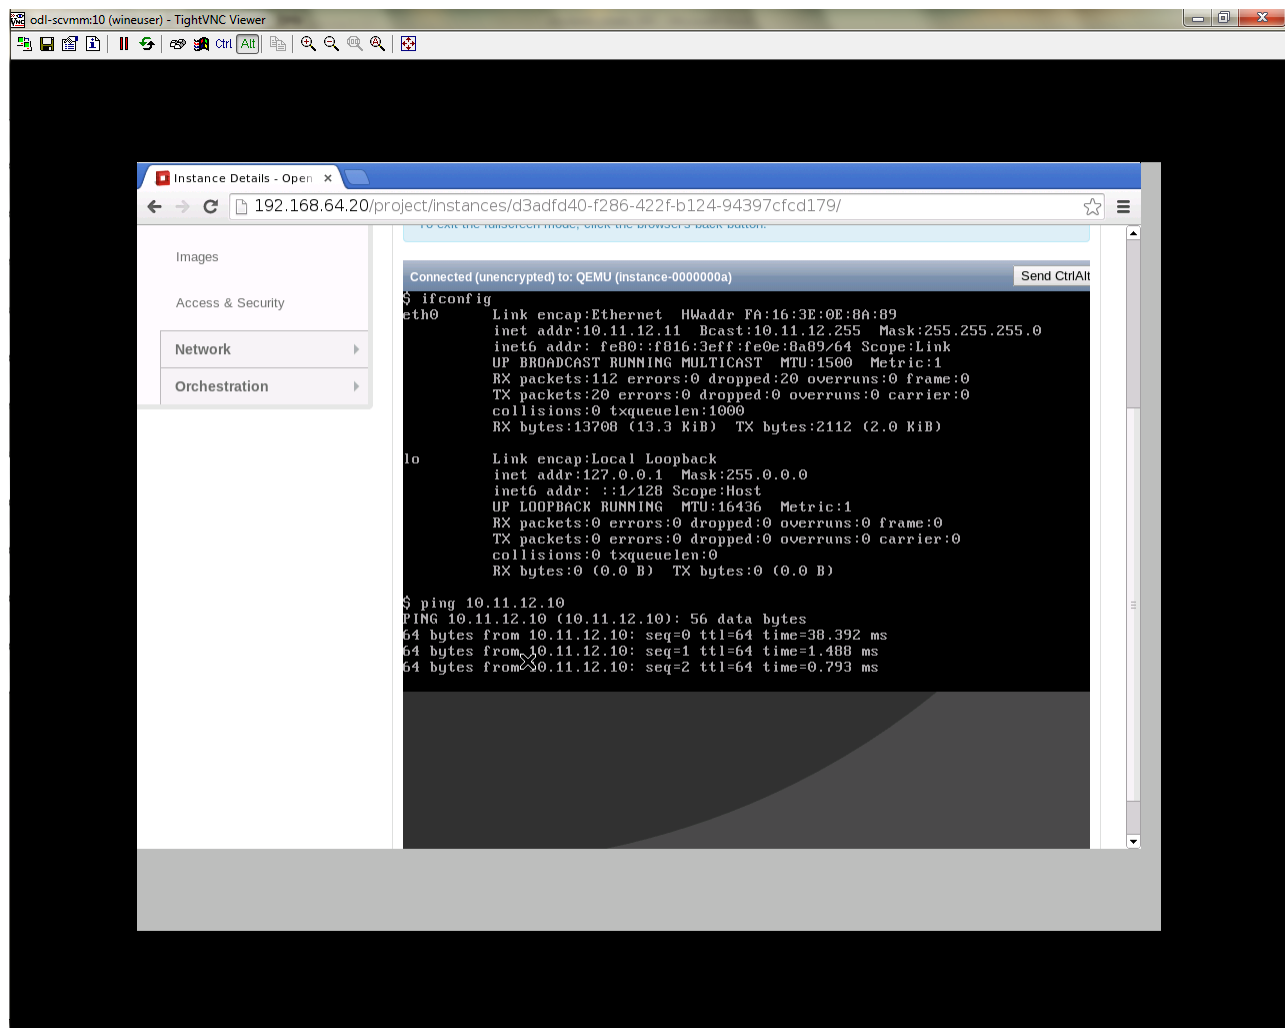 odl-scvmm:10 (wineuser) - TightVNC Viewer
Ctrl Alt
Instance Details - Open
192.168.64.20/project/instances/d3adfd40-f286-422f-b124-94397cfcd179/
To exit the fullscreen mode, click the browser's back button.
Images
Access & Security
Network
Orchestration
Connected (unencrypted) to: QEMU (instance-0000000a)
Send CtrlAlt
$ ifconfig
eth0      Link encap:Ethernet  HWaddr FA:16:3E:0E:8A:89
          inet addr:10.11.12.11  Bcast:10.11.12.255  Mask:255.255.255.0
          inet6 addr: fe80::f816:3eff:fe0e:8a89/64 Scope:Link
          UP BROADCAST RUNNING MULTICAST  MTU:1500  Metric:1
          RX packets:112 errors:0 dropped:20 overruns:0 frame:0
          TX packets:20 errors:0 dropped:0 overruns:0 carrier:0
          collisions:0 txqueuelen:1000
          RX bytes:13708 (13.3 KiB)  TX bytes:2112 (2.0 KiB)
lo        Link encap:Local Loopback
          inet addr:127.0.0.1  Mask:255.0.0.0
          inet6 addr: ::1/128 Scope:Host
          UP LOOPBACK RUNNING  MTU:16436  Metric:1
          RX packets:0 errors:0 dropped:0 overruns:0 frame:0
          TX packets:0 errors:0 dropped:0 overruns:0 carrier:0
          collisions:0 txqueuelen:0
          RX bytes:0 (0.0 B)  TX bytes:0 (0.0 B)
$ ping 10.11.12.10
PING 10.11.12.10 (10.11.12.10): 56 data bytes
64 bytes from 10.11.12.10: seq=0 ttl=64 time=38.392 ms
64 bytes from 10.11.12.10: seq=1 ttl=64 time=1.488 ms
64 bytes from 10.11.12.10: seq=2 ttl=64 time=0.793 ms